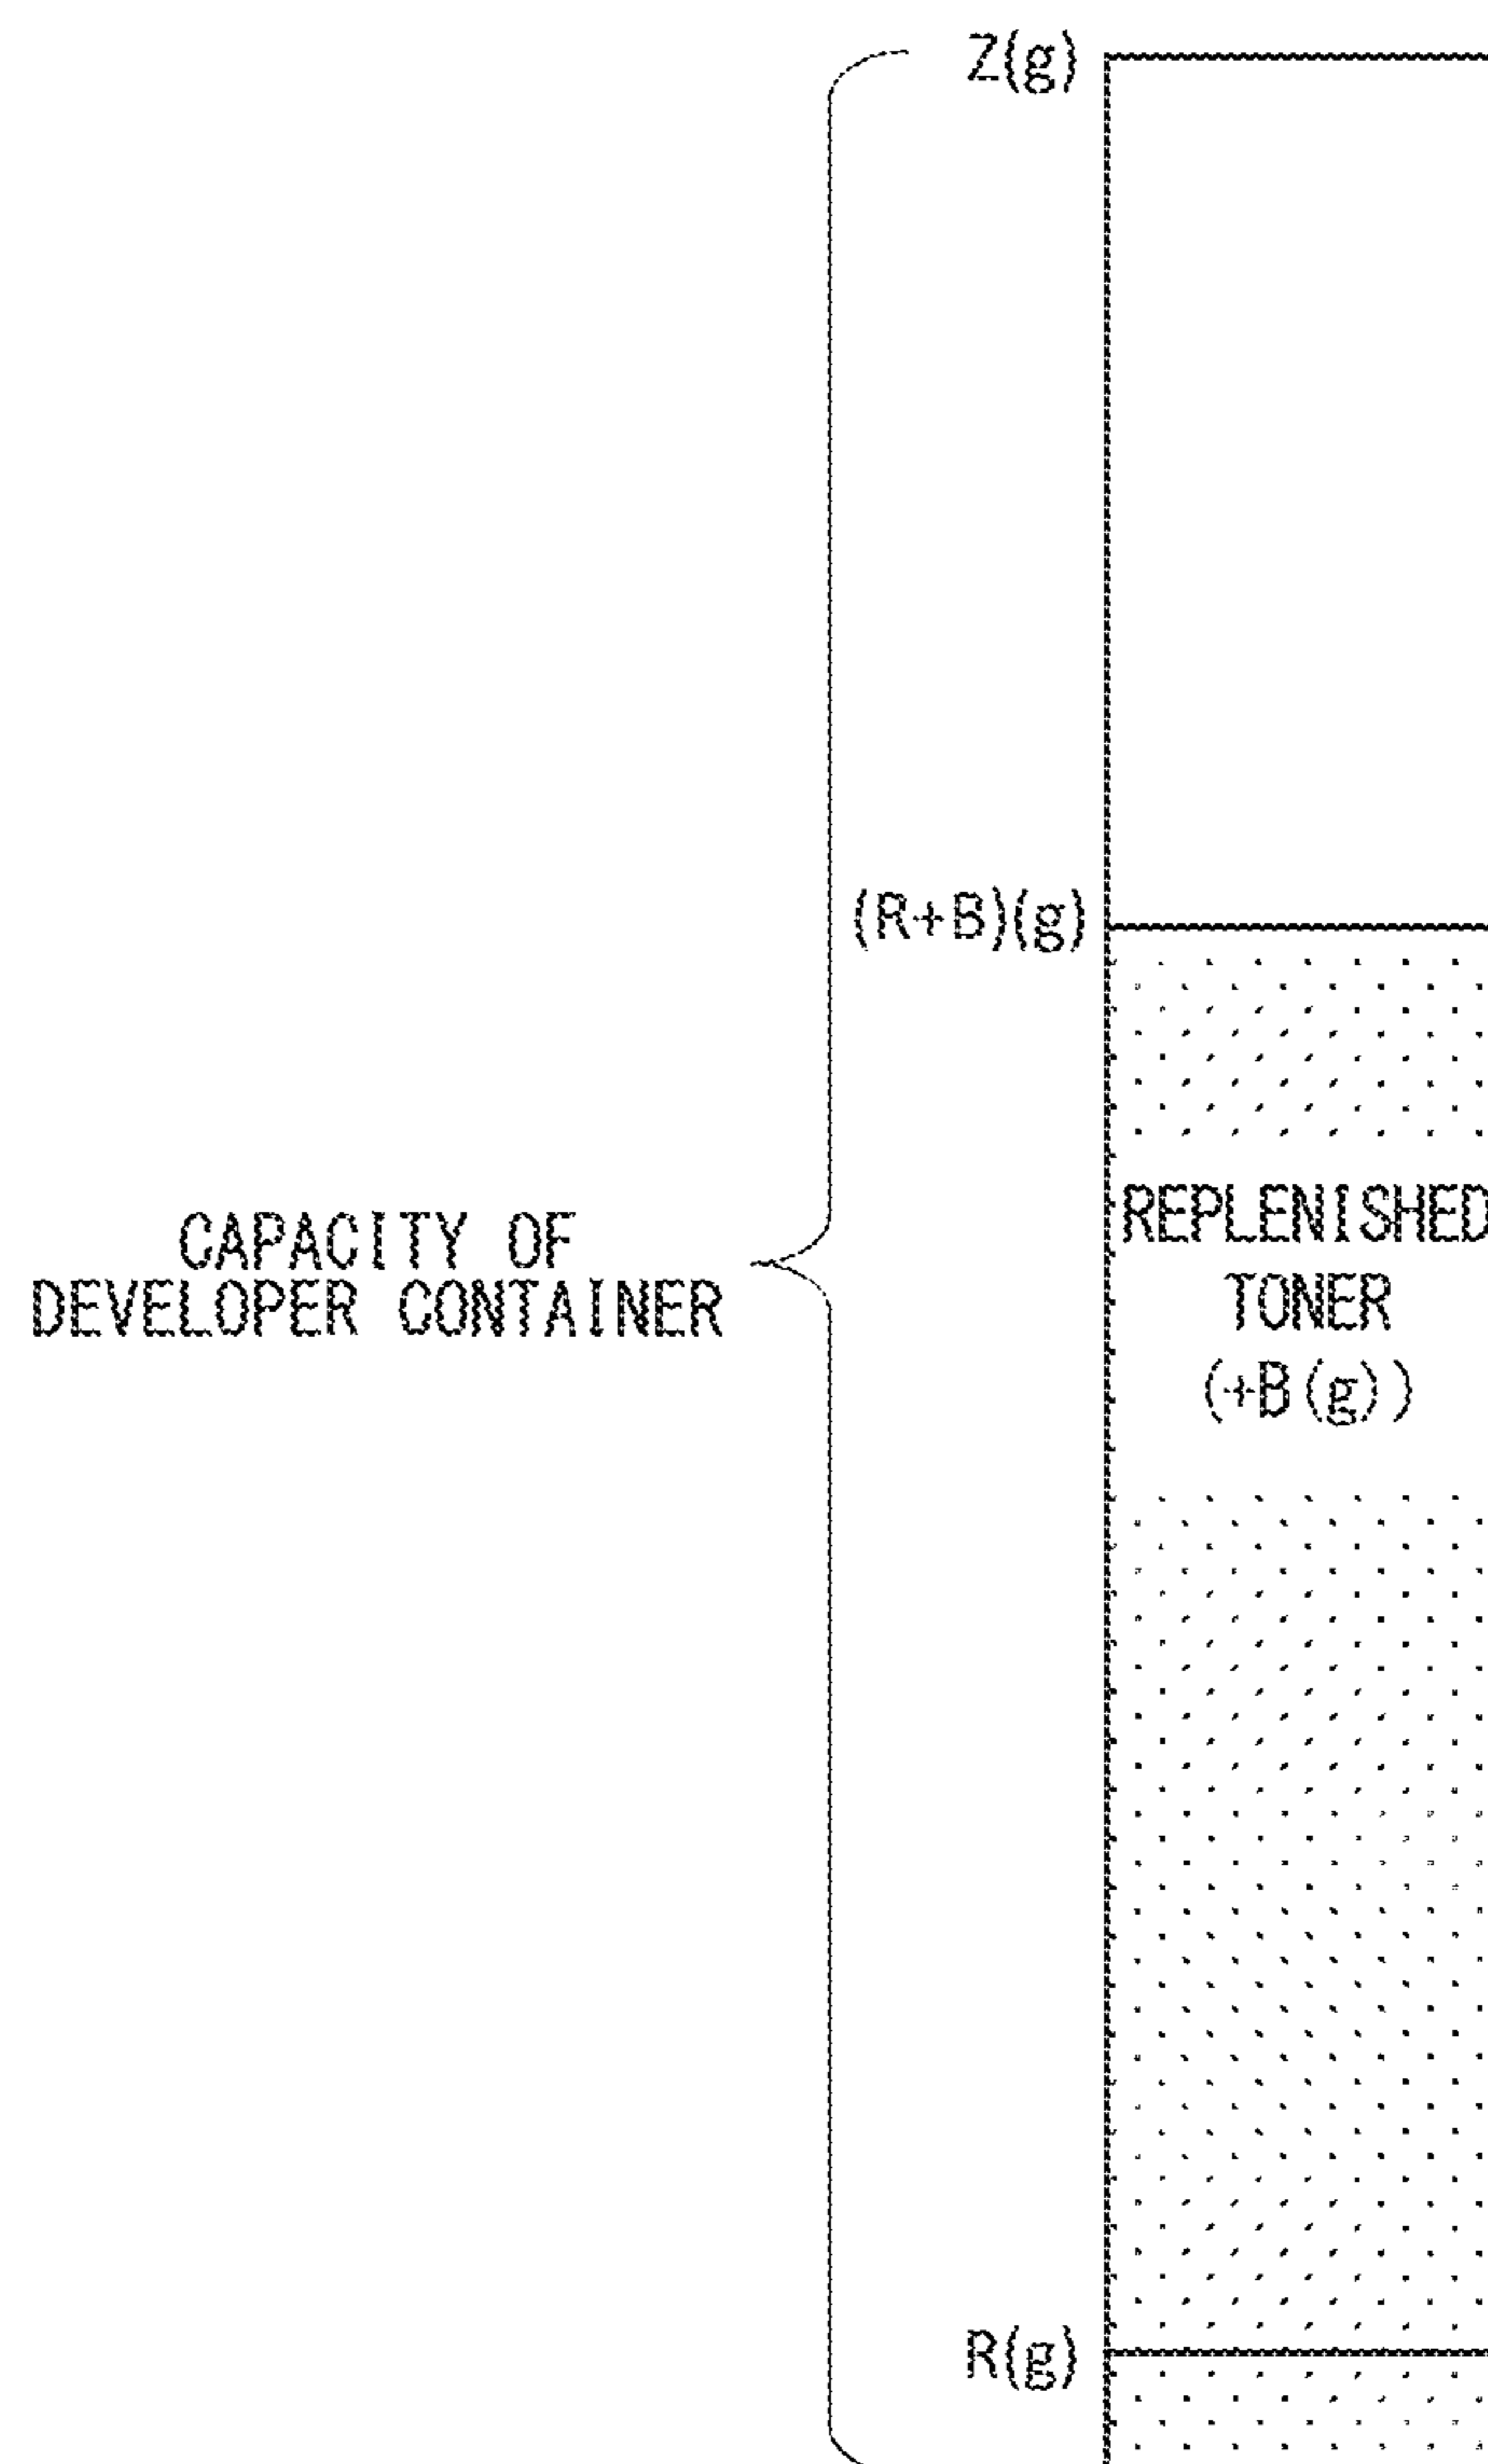 Z(g)
(R+B)(g)
CAPACITY OF
DEVELOPER CONTAINER
REPLENISHED
TONER
(+B(g))
R(g)